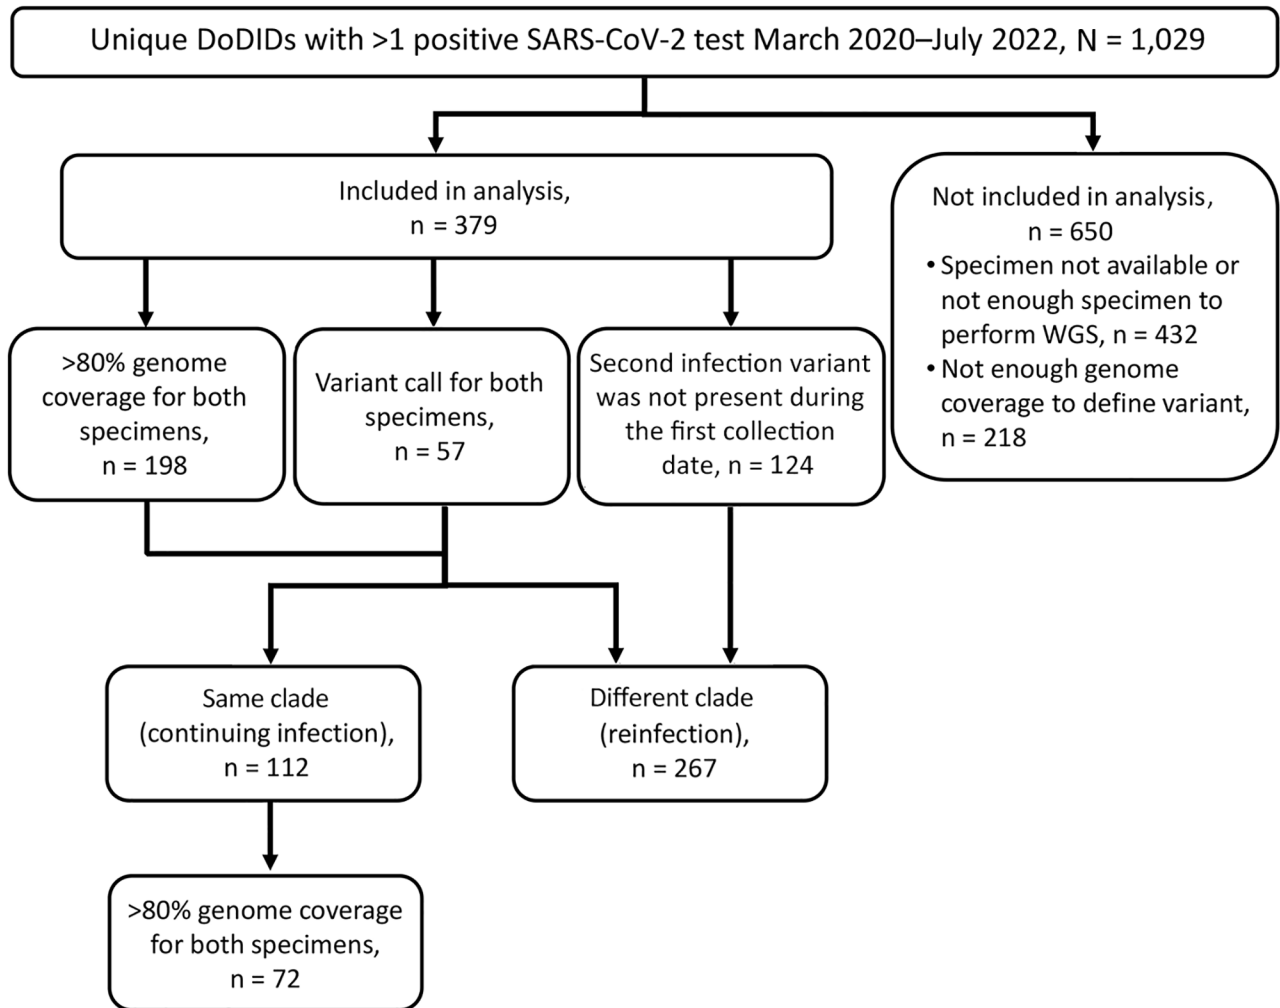 Unique DoDIDs with >1 positive SARS-CoV-2 test March 2020–July 2022, N = 1,029
Included in analysis,
n = 379
Not included in analysis,
n = 650
• Specimen not available or
not enough specimen to
perform WGS, n = 432
• Not enough genome
coverage to define variant,
n = 218
>80% genome
coverage for both
specimens,
n = 198
Variant call for both
specimens,
n = 57
Second infection variant
was not present during
the first collection
date, n = 124
Same clade
(continuing infection),
n = 112
Different clade
(reinfection),
n = 267
>80% genome coverage
for both specimens,
n = 72